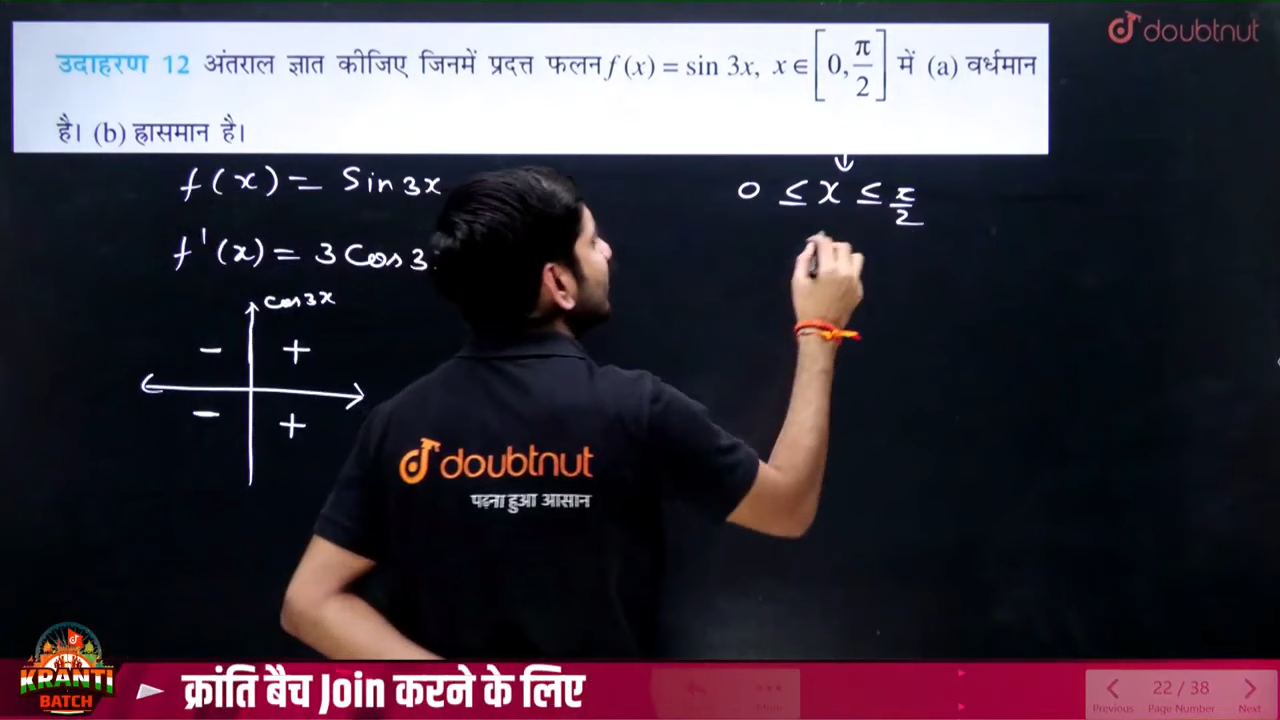 doubtnut
उदाहरण 12 अंतराल ज्ञात कीजिए जिनमें प्रदत्त फलन f (x) = sin 3x, x ∈ [0, π/2] में (a) वर्धमान
है। (b) ह्रासमान है।
f(x) = Sin 3x
0 ≤ x ≤ π/2
f'(x) = 3 Cos 3
cos 3x
- +
- +
doubtnut
पढ़ना हुआ आसान
KRANTI
BATCH
क्रांति बैच Join करने के लिए
22 / 38
Previous Page Number Next